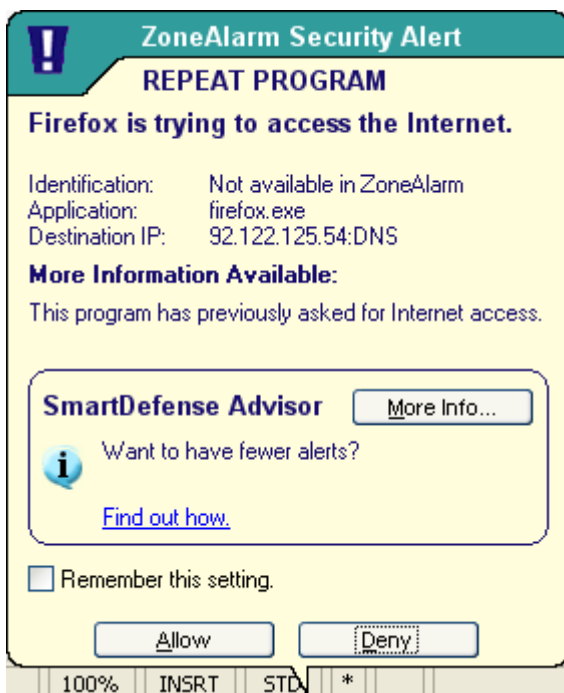 ZoneAlarm Security Alert
REPEAT PROGRAM
Firefox is trying to access the Internet.
Identification: Not available in ZoneAlarm
Application: firefox.exe
Destination IP: 92.122.125.54:DNS
More Information Available:
This program has previously asked for Internet access.
SmartDefense Advisor More Info...
Want to have fewer alerts?
Find out how.
Remember this setting.
Allow Deny
100% INSRT STD *